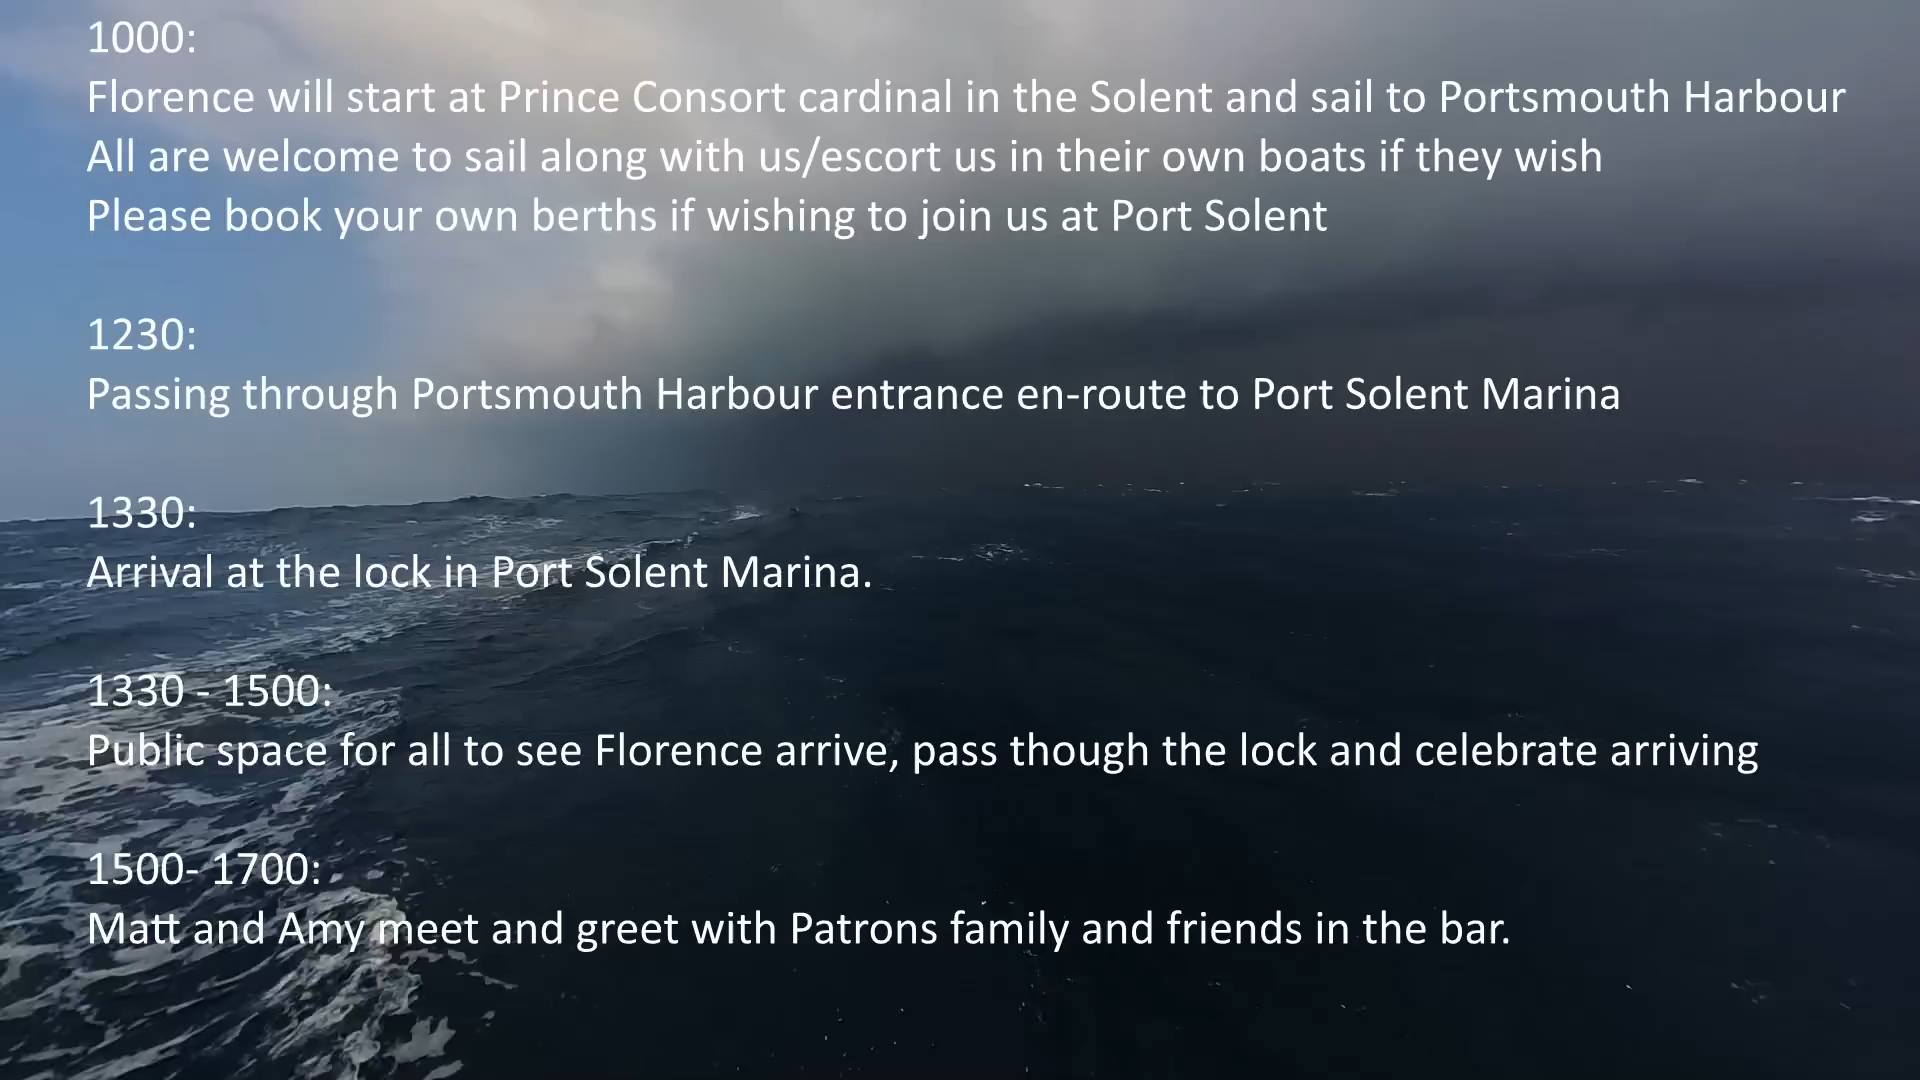 1000:
Florence will start at Prince Consort cardinal in the Solent and sail to Portsmouth Harbour
All are welcome to sail along with us/escort us in their own boats if they wish
Please book your own berths if wishing to join us at Port Solent
1230:
Passing through Portsmouth Harbour entrance en-route to Port Solent Marina
1330:
Arrival at the lock in Port Solent Marina.
1330 - 1500:
Public space for all to see Florence arrive, pass though the lock and celebrate arriving
1500- 1700:
Matt and Amy meet and greet with Patrons family and friends in the bar.